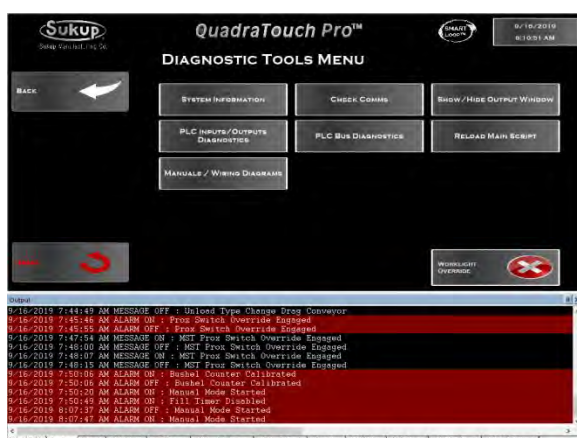 Sukup
Sukup Manufacturing Co.
QuadraTouch Pro™
SMART
LOOP™
9/16/2019
8:10:51 AM
DIAGNOSTIC TOOLS MENU
BACK
SYSTEM INFORMATION
CHECK COMMS
SHOW/HIDE OUTPUT WINDOW
PLC INPUTS/OUTPUTS
DIAGNOSTICS
PLC BUS DIAGNOSTICS
RELOAD MAIN SCRIPT
MANUALS / WIRING DIAGRAMS
WORKLIGHT
OVERRIDE
Output
9/16/2019 7:44:49 AM MESSAGE OFF : Unload Type Change Drag Conveyor
9/16/2019 7:45:46 AM ALARM ON : Prox Switch Override Engaged
9/16/2019 7:45:55 AM ALARM OFF : Prox Switch Override Engaged
9/16/2019 7:47:54 AM MESSAGE ON : MST Prox Switch Override Engaged
9/16/2019 7:48:00 AM MESSAGE OFF : MST Prox Switch Override Engaged
9/16/2019 7:48:07 AM MESSAGE ON : MST Prox Switch Override Engaged
9/16/2019 7:48:15 AM MESSAGE OFF : MST Prox Switch Override Engaged
9/16/2019 7:50:06 AM ALARM ON : Bushel Counter Calibrated
9/16/2019 7:50:06 AM ALARM OFF : Bushel Counter Calibrated
9/16/2019 7:50:20 AM ALARM ON : Manual Mode Started
9/16/2019 7:50:49 AM ALARM ON : Fill Timer Disabled
9/16/2019 8:07:37 AM ALARM OFF : Manual Mode Started
9/16/2019 8:07:47 AM ALARM ON : Manual Mode Started